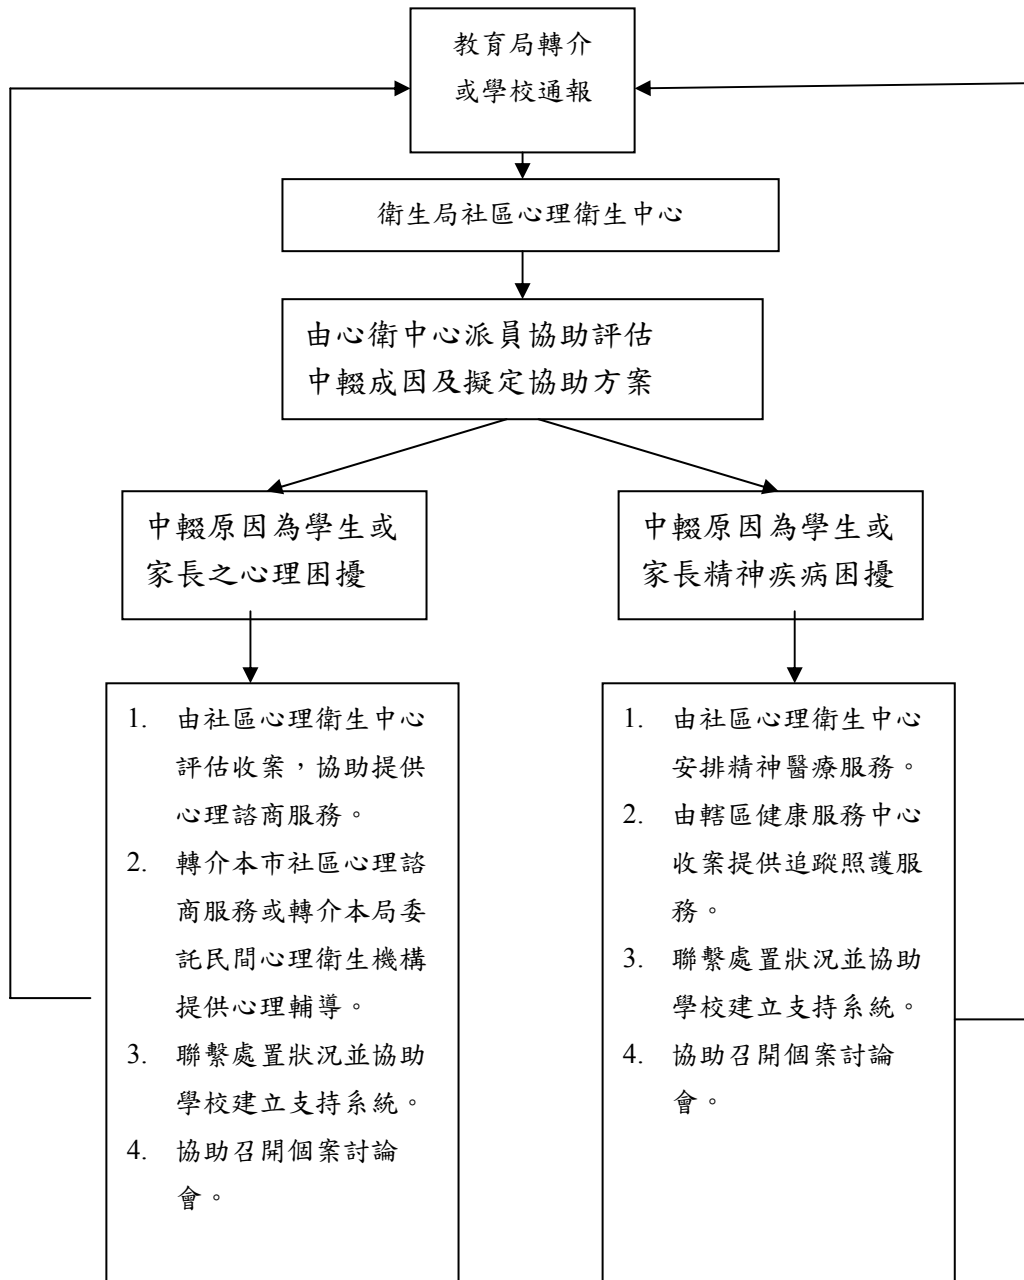 教育局轉介
或學校通報
衛生局社區心理衛生中心
由心衛中心派員協助評估
中輟成因及擬定協助方案
中輟原因為學生或
家長之心理困擾
中輟原因為學生或
家長精神疾病困擾
1. 由社區心理衛生中心
評估收案,協助提供
心理諮商服務。
2. 轉介本市社區心理諮
商服務或轉介本局委
託民間心理衛生機構
提供心理輔導。
3. 聯繫處置狀況並協助
學校建立支持系統。
4. 協助召開個案討論
會。
1. 由社區心理衛生中心
安排精神醫療服務。
2. 由轄區健康服務中心
收案提供追蹤照護服
務。
3. 聯繫處置狀況並協助
學校建立支持系統。
4. 協助召開個案討論
會。